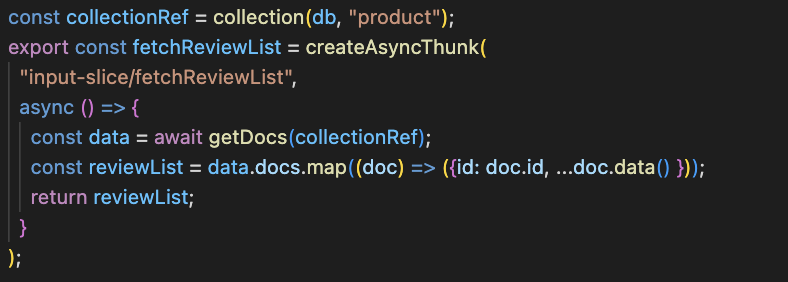 const collectionRef = collection(db, "product");
export const fetchReviewList = createAsyncThunk(
"input-slice/fetchReviewList",
async () => {
const data = await getDocs(collectionRef);
const reviewList = data.docs.map((doc) => ({id: doc.id, ...doc.data() }));
return reviewList;
}
);